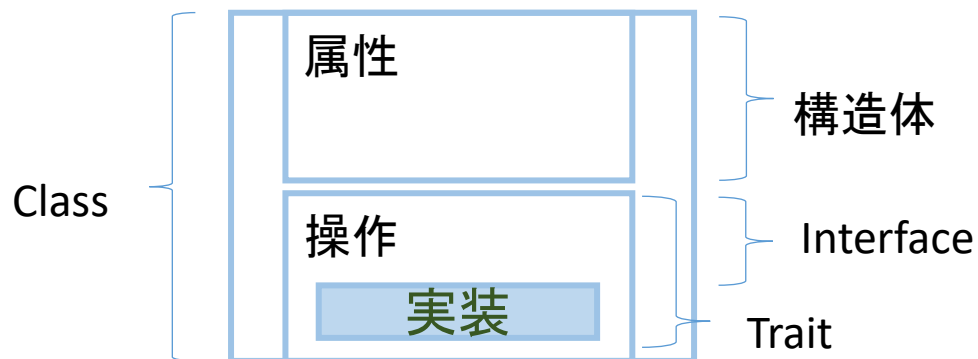 属性
構造体
Class
操作
Interface
実装
Trait